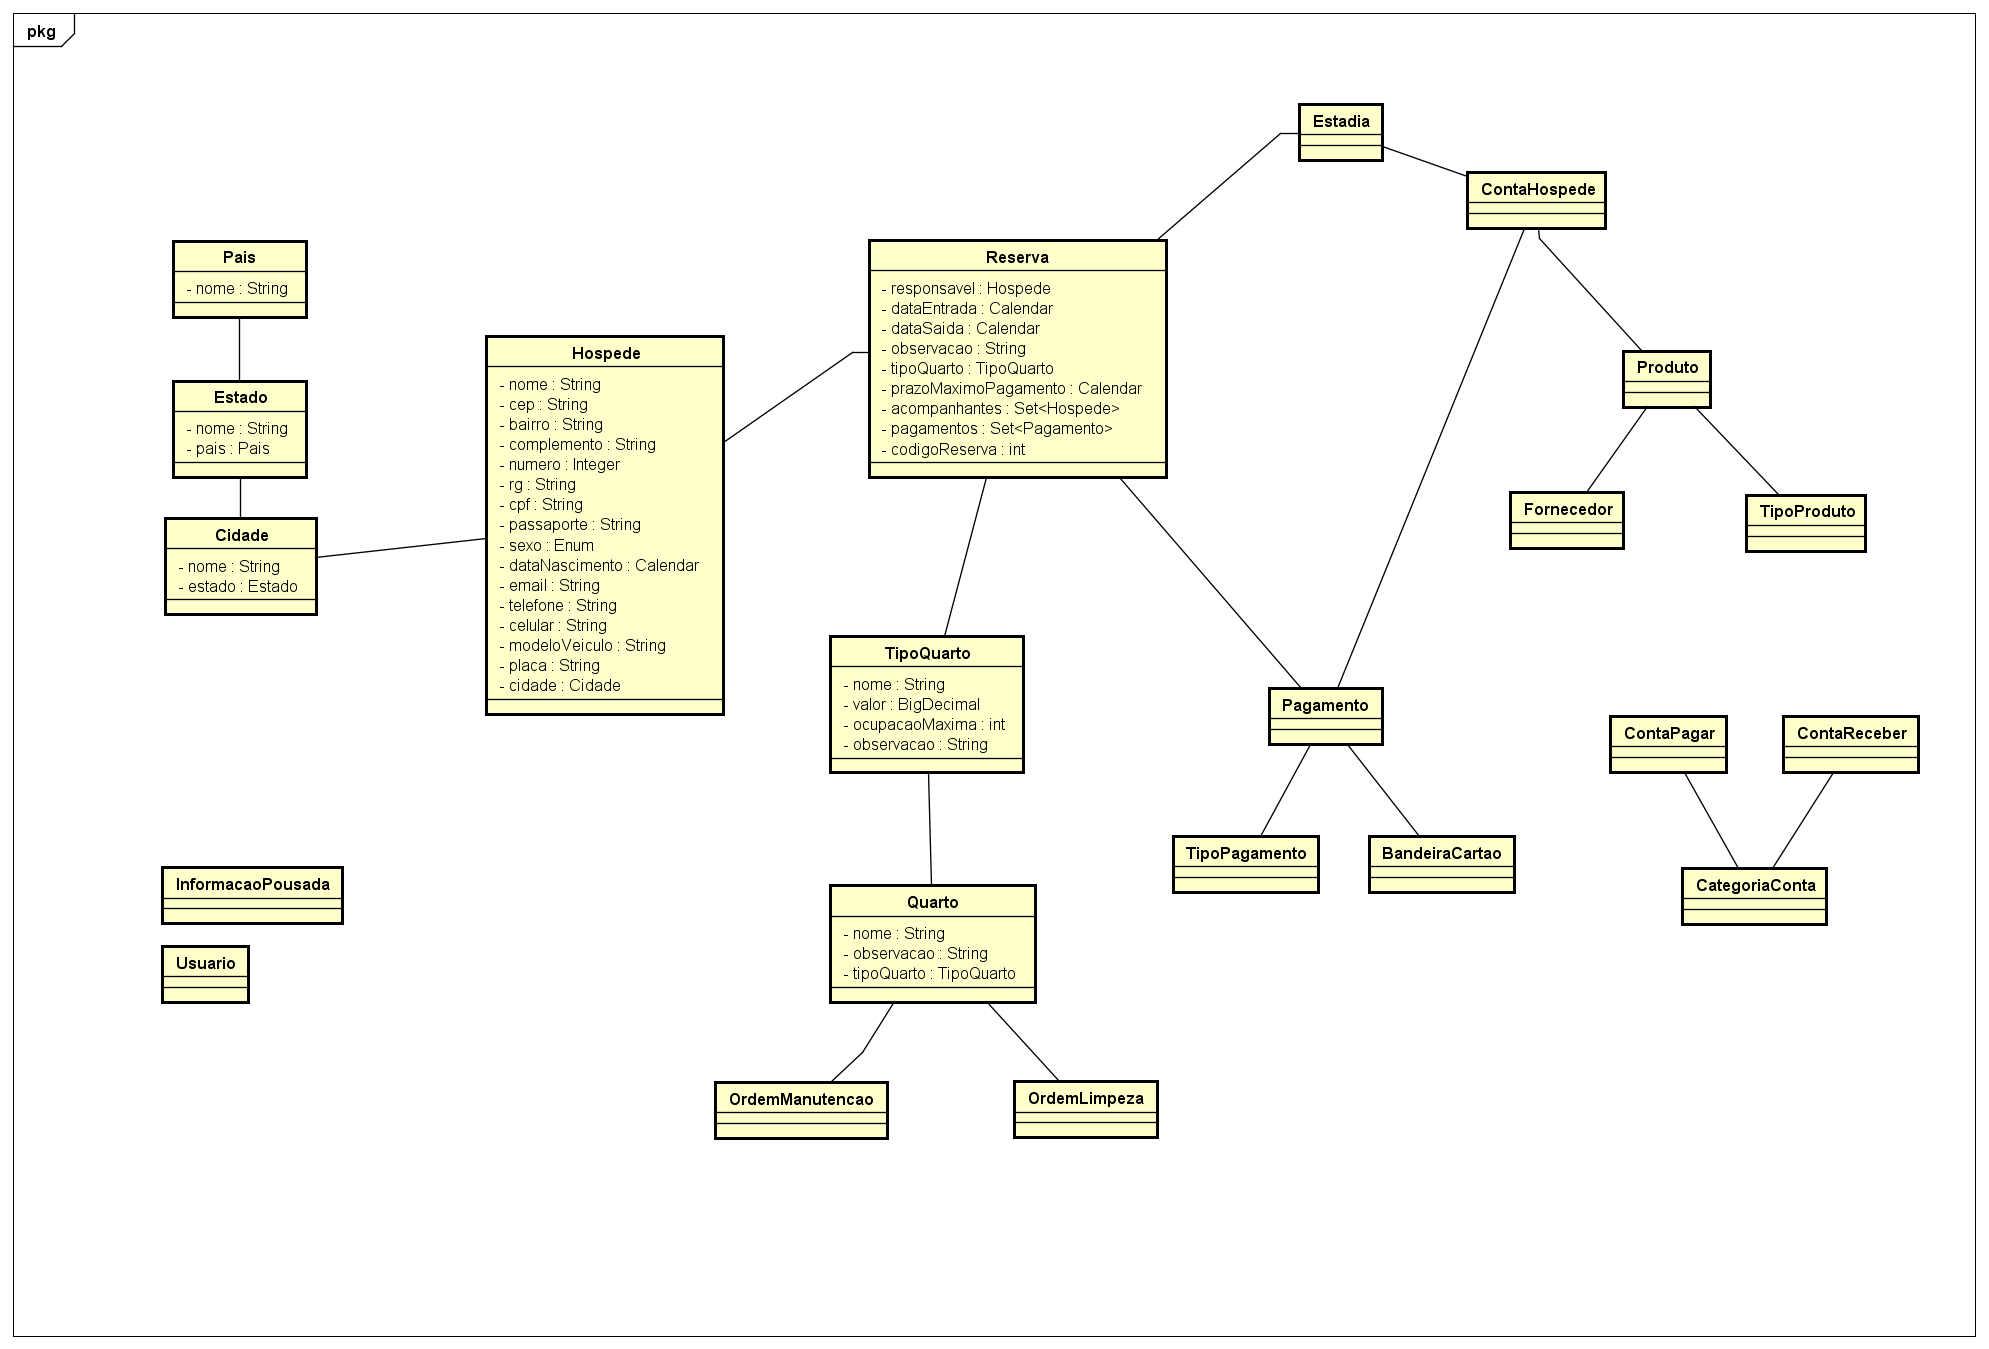 pkg
Estadia
ContaHospede
Pais
- nome : String
Estado
- nome : String
- pais : Pais
Cidade
- nome : String
- estado : Estado
Hospede
- nome : String
- cep : String
- bairro : String
- complemento : String
- numero : Integer
- rg : String
- cpf : String
- passaporte : String
- sexo : Enum
- dataNascimento : Calendar
- email : String
- telefone : String
- celular : String
- modeloVeiculo : String
- placa : String
- cidade : Cidade
Reserva
- responsavel : Hospede
- dataEntrada : Calendar
- dataSaida : Calendar
- observacao : String
- tipoQuarto : TipoQuarto
- prazoMaximoPagamento : Calendar
- acompanhantes : Set<Hospede>
- pagamentos : Set<Pagamento>
- codigoReserva : int
Produto
Fornecedor
TipoProduto
TipoQuarto
- nome : String
- valor : BigDecimal
- ocupacaoMaxima : int
- observacao : String
Pagamento
ContaPagar
ContaReceber
TipoPagamento
BandeiraCartao
CategoriaConta
InformacaoPousada
Usuario
Quarto
- nome : String
- observacao : String
- tipoQuarto : TipoQuarto
OrdemManutencao
OrdemLimpeza